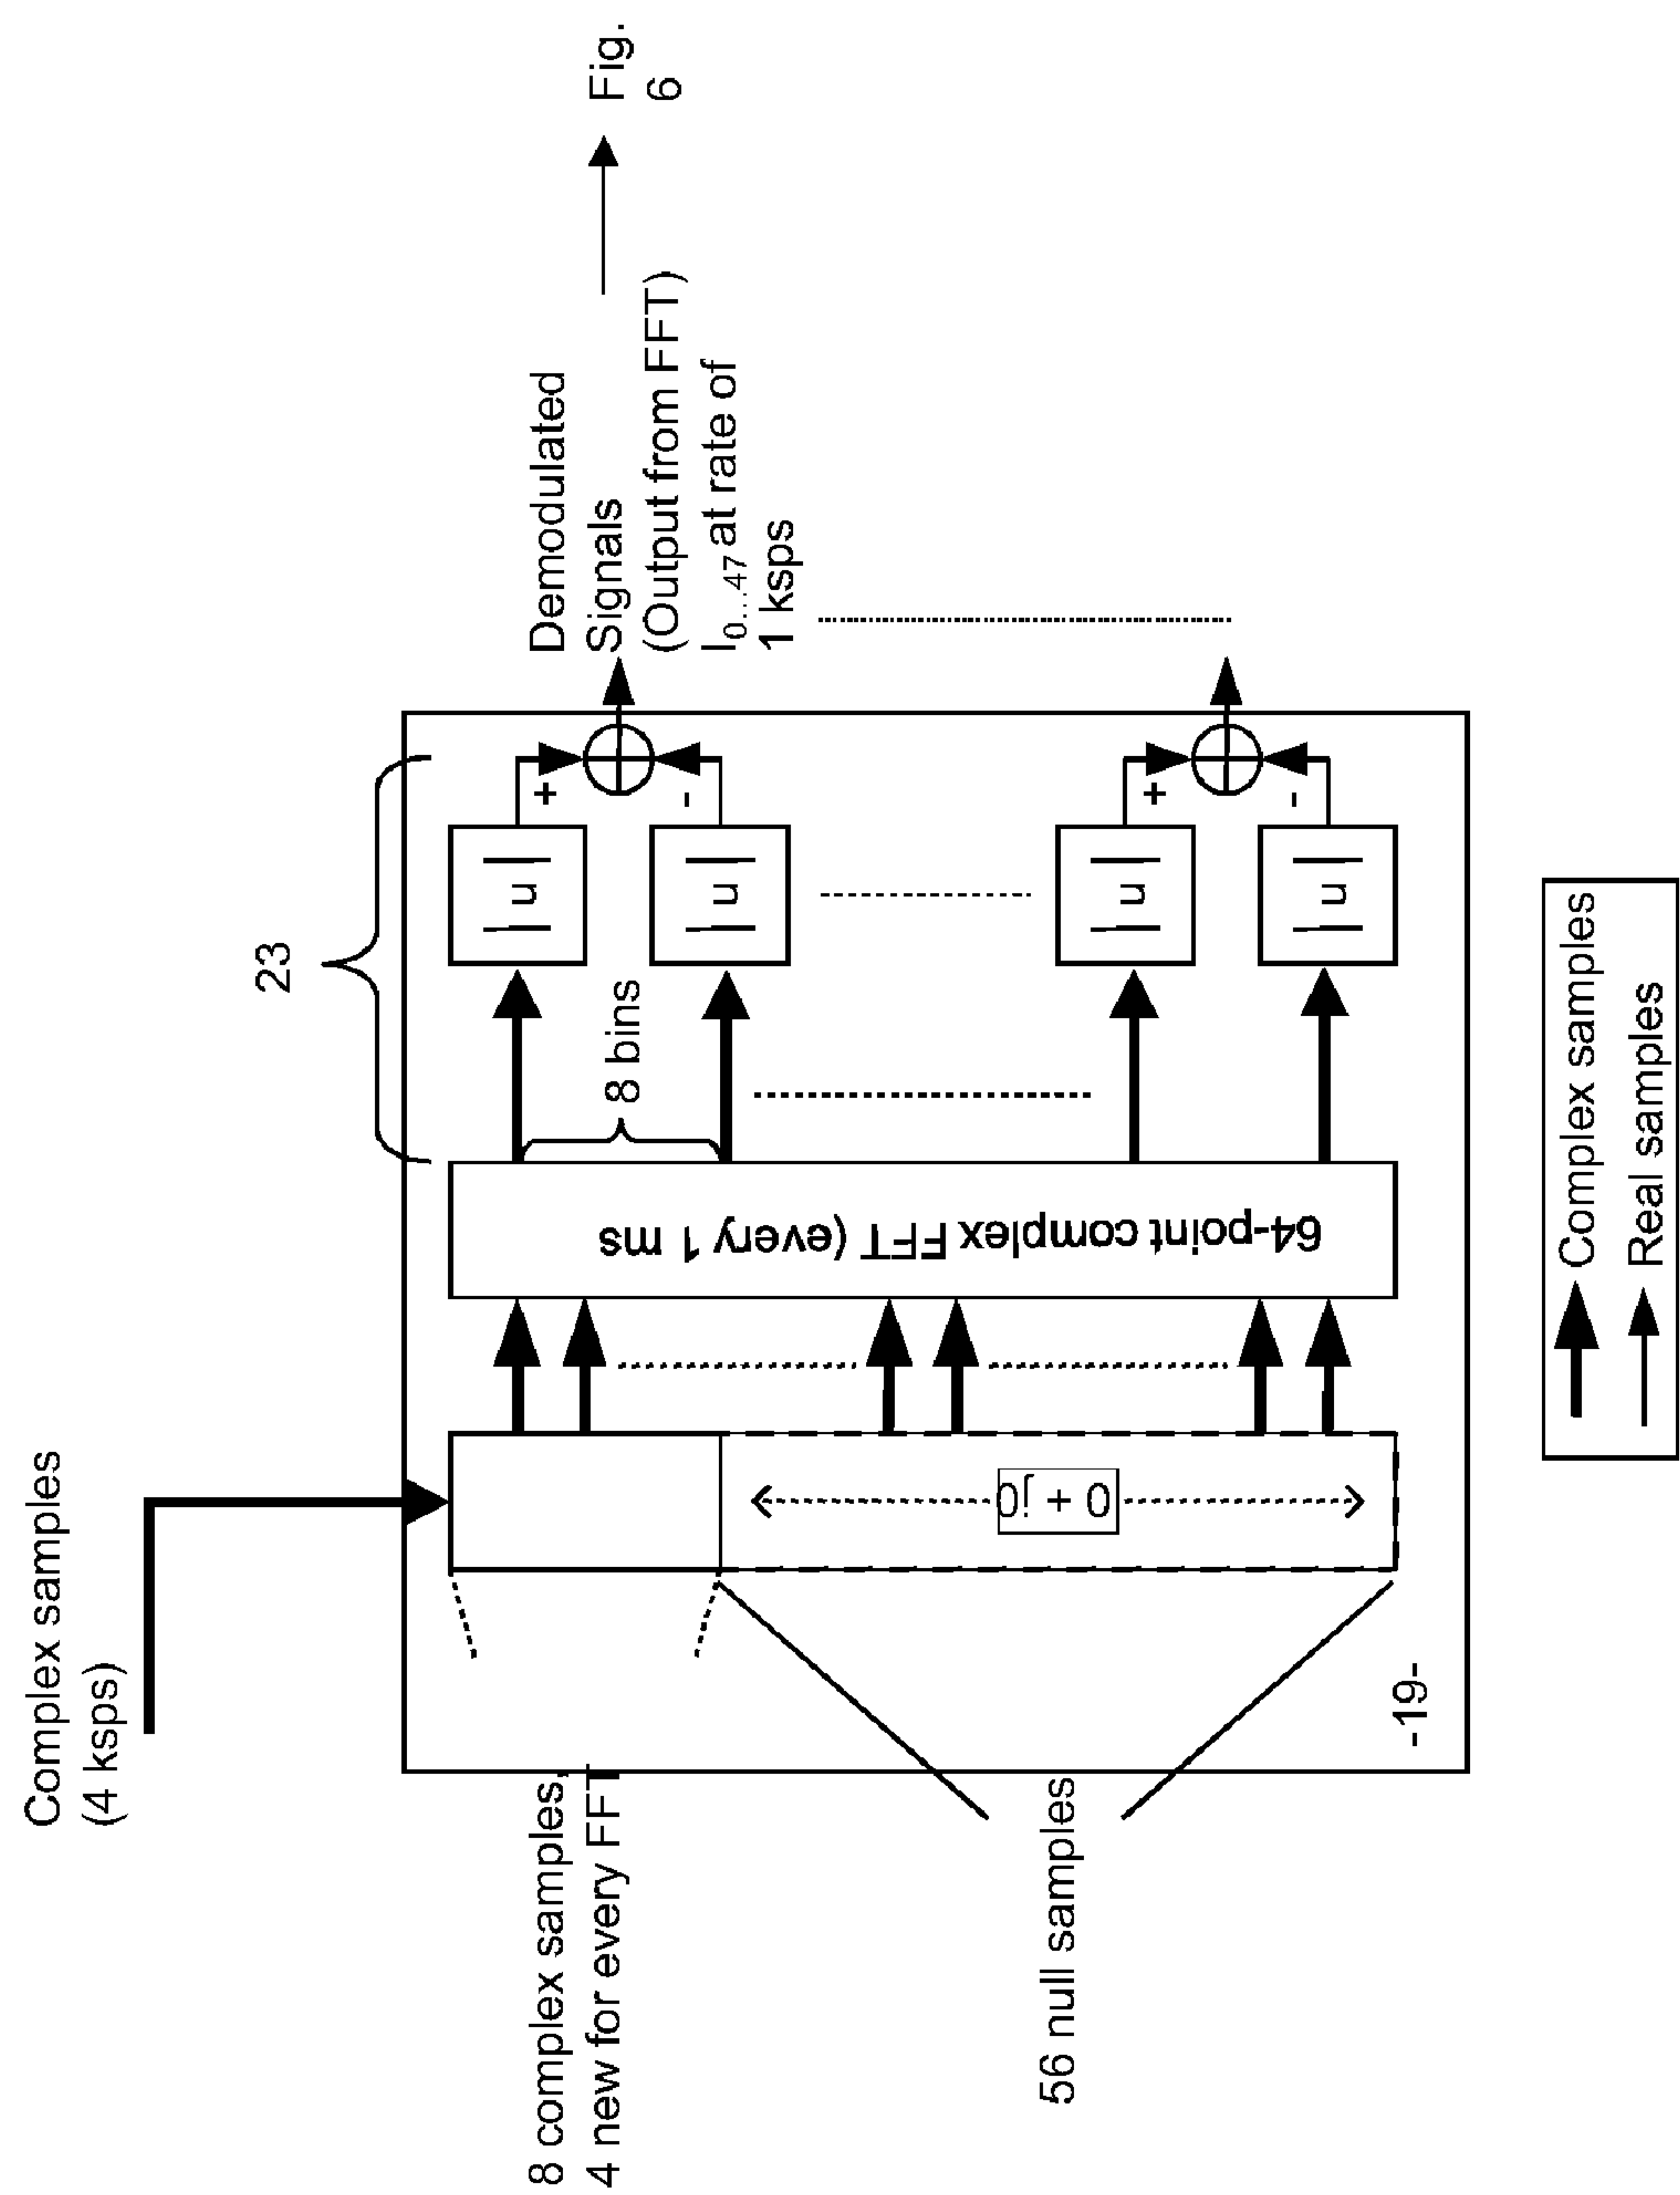 Complex samples
(4 ksps)
8 complex samples,
4 new for every FFT
56 null samples
-19-
0 + j0
64-point complex FFT (every 1 ms
23
8 bins
|u|
|u|
|u|
|u|
+
-
+
-
Demodulated
Signals
(Output from FFT)
I0...47 at rate of
1 ksps
Fig.
6
Complex samples
Real samples